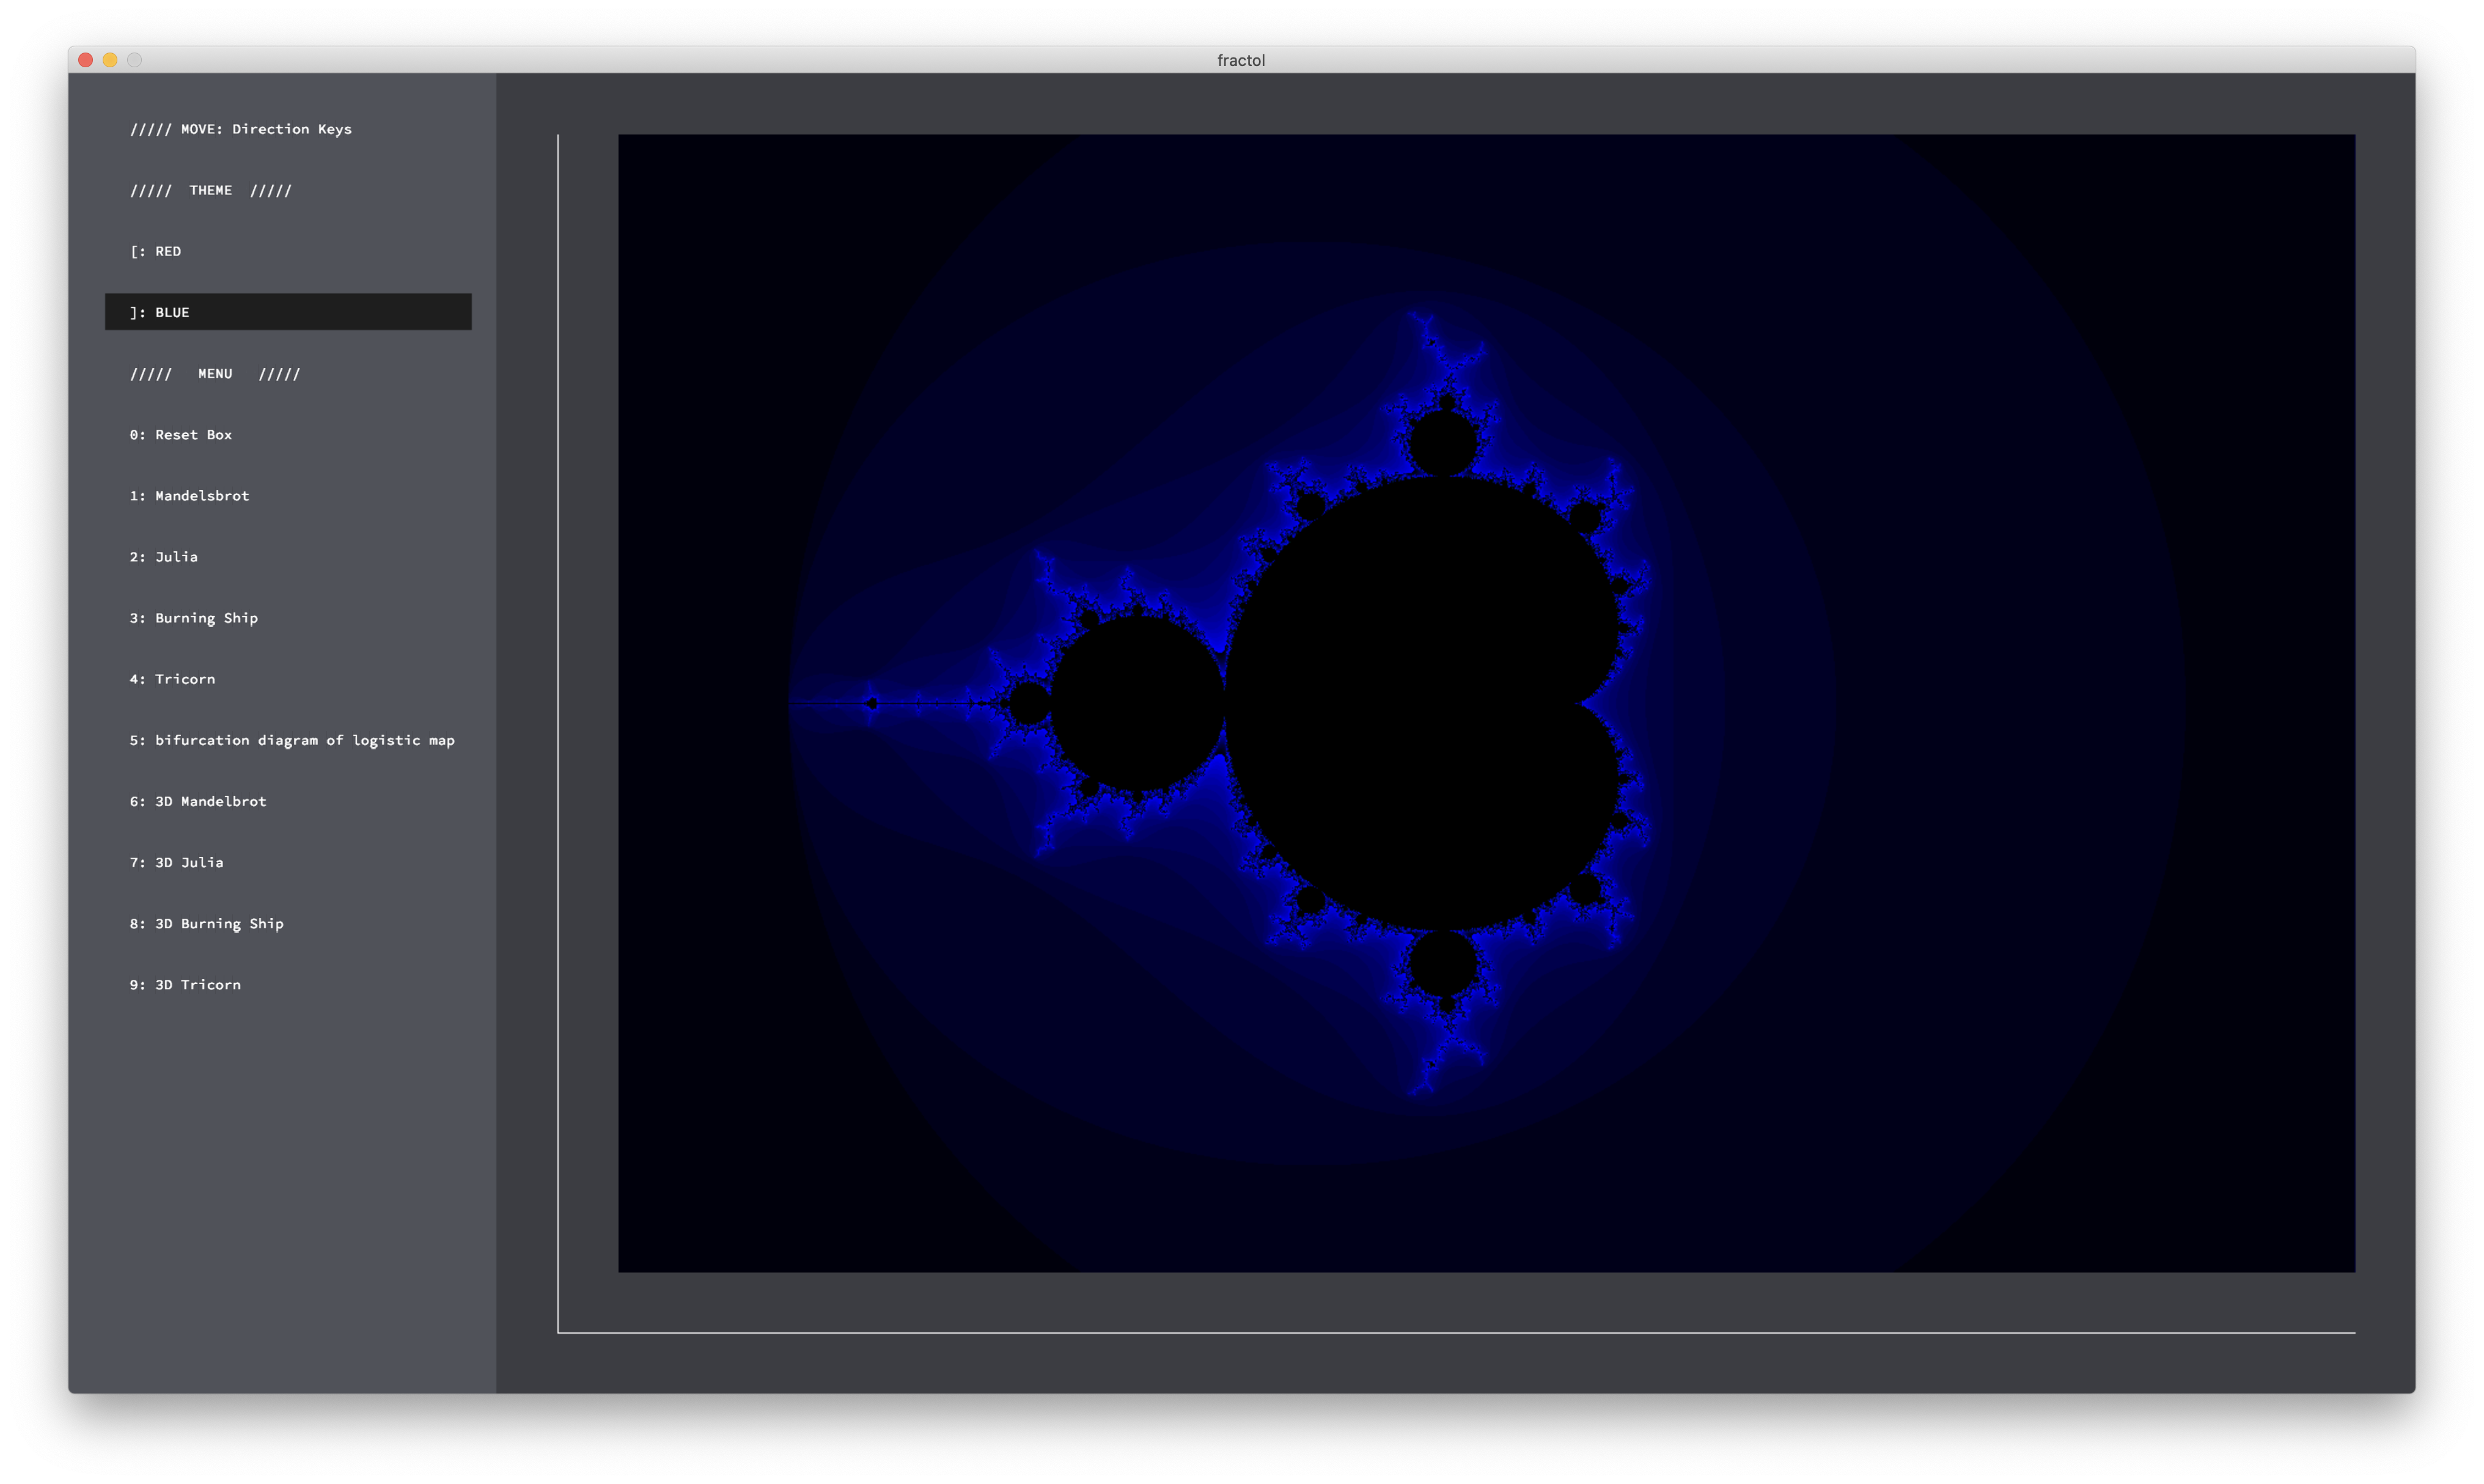 fractol
///// MOVE: Direction Keys
/////  THEME  /////
[: RED
]: BLUE
/////   MENU   /////
0: Reset Box
1: Mandelsbrot
2: Julia
3: Burning Ship
4: Tricorn
5: bifurcation diagram of logistic map
6: 3D Mandelbrot
7: 3D Julia
8: 3D Burning Ship
9: 3D Tricorn